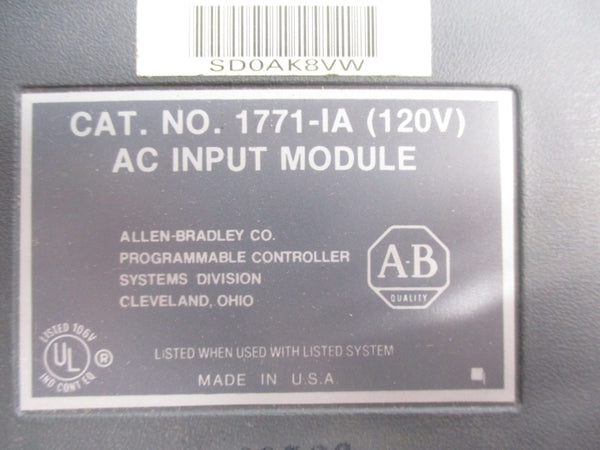 SD0AK8VW
CAT. NO. 1771-IA (120V)
AC INPUT MODULE
ALLEN-BRADLEY CO.
PROGRAMMABLE CONTROLLER
SYSTEMS DIVISION
CLEVELAND, OHIO
A-B
QUALITY
LISTED 106V
UL ®
IND CONT EQ
LISTED WHEN USED WITH LISTED SYSTEM
MADE IN U.S.A.